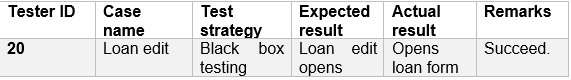 Tester ID Case name Test strategy Expected result Actual result Remarks
20 Loan edit Black box testing Loan edit opens Opens loan form Succeed.